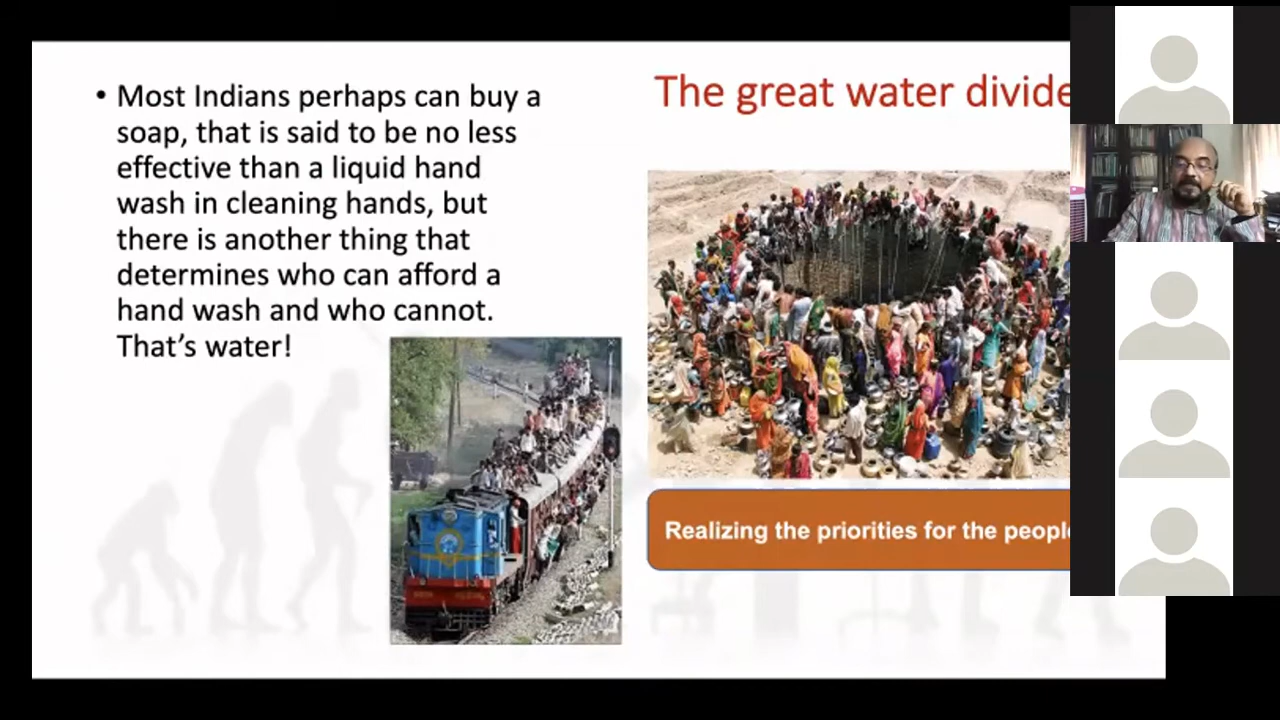 • Most Indians perhaps can buy a
soap, that is said to be no less
effective than a liquid hand
wash in cleaning hands, but
there is another thing that
determines who can afford a
hand wash and who cannot.
That's water!
The great water divide
Realizing the priorities for the people